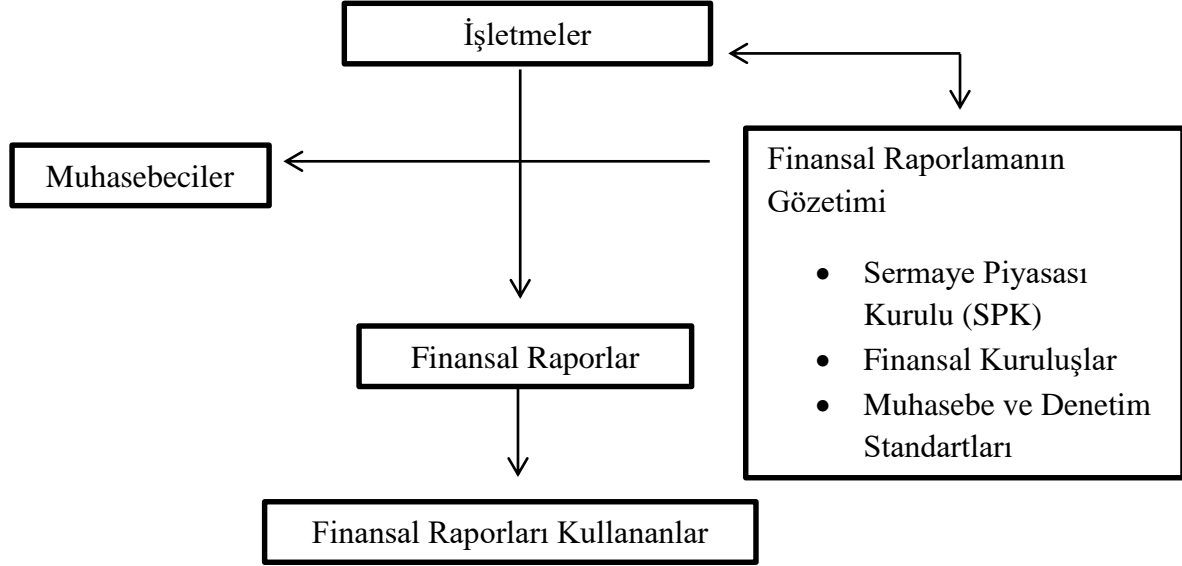 İşletmeler
Muhasebeciler
Finansal Raporlamanın
Gözetimi
• Sermaye Piyasası
Kurulu (SPK)
• Finansal Kuruluşlar
• Muhasebe ve Denetim
Standartları
Finansal Raporlar
Finansal Raporları Kullananlar